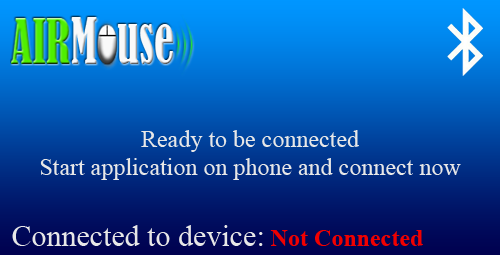 AIRMouse
Ready to be connected
Start application on phone and connect now
Connected to device: Not Connected